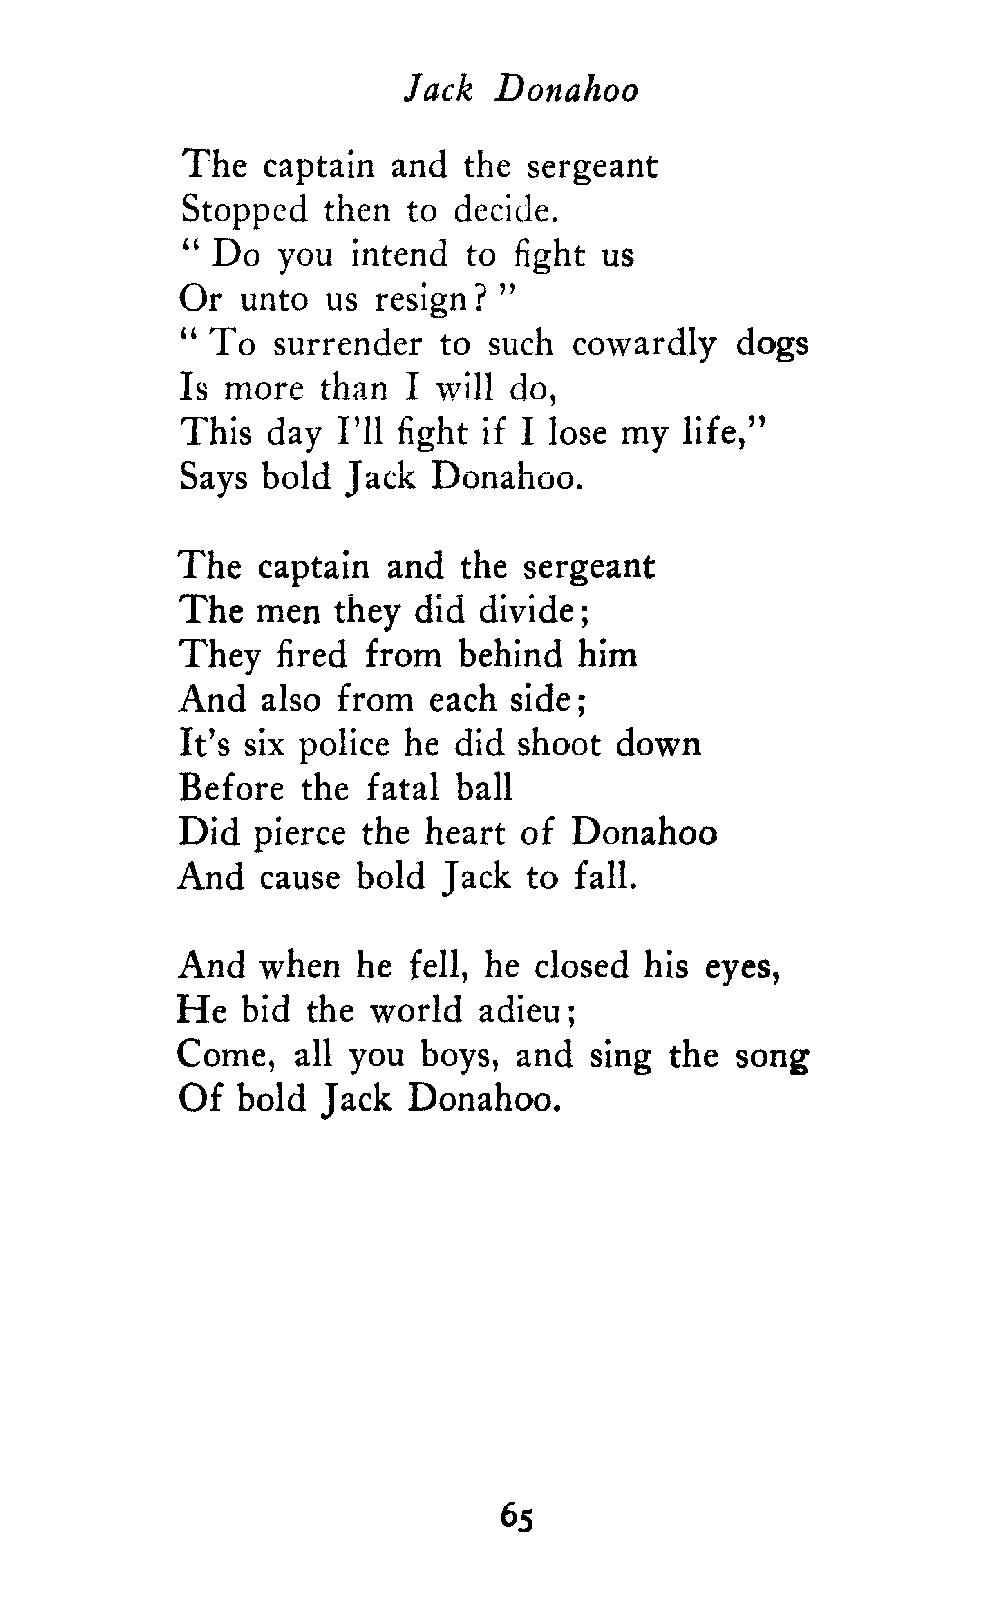 Jack Donahoo
The captain and the sergeant
Stopped then to decide.
“ Do you intend to fight us
Or unto us resign? ”
“ To surrender to such cowardly dogs
Is more than I will do,
This day I’ll fight if I lose my life,”
Says bold Jack Donahoo.
The captain and the sergeant
The men they did divide;
They fired from behind him
And also from each side;
It’s six police he did shoot down
Before the fatal ball
Did pierce the heart of Donahoo
And cause bold Jack to fall.
And when he fell, he closed his eyes,
He bid the world adieu;
Come, all you boys, and sing the song
Of bold Jack Donahoo.
65